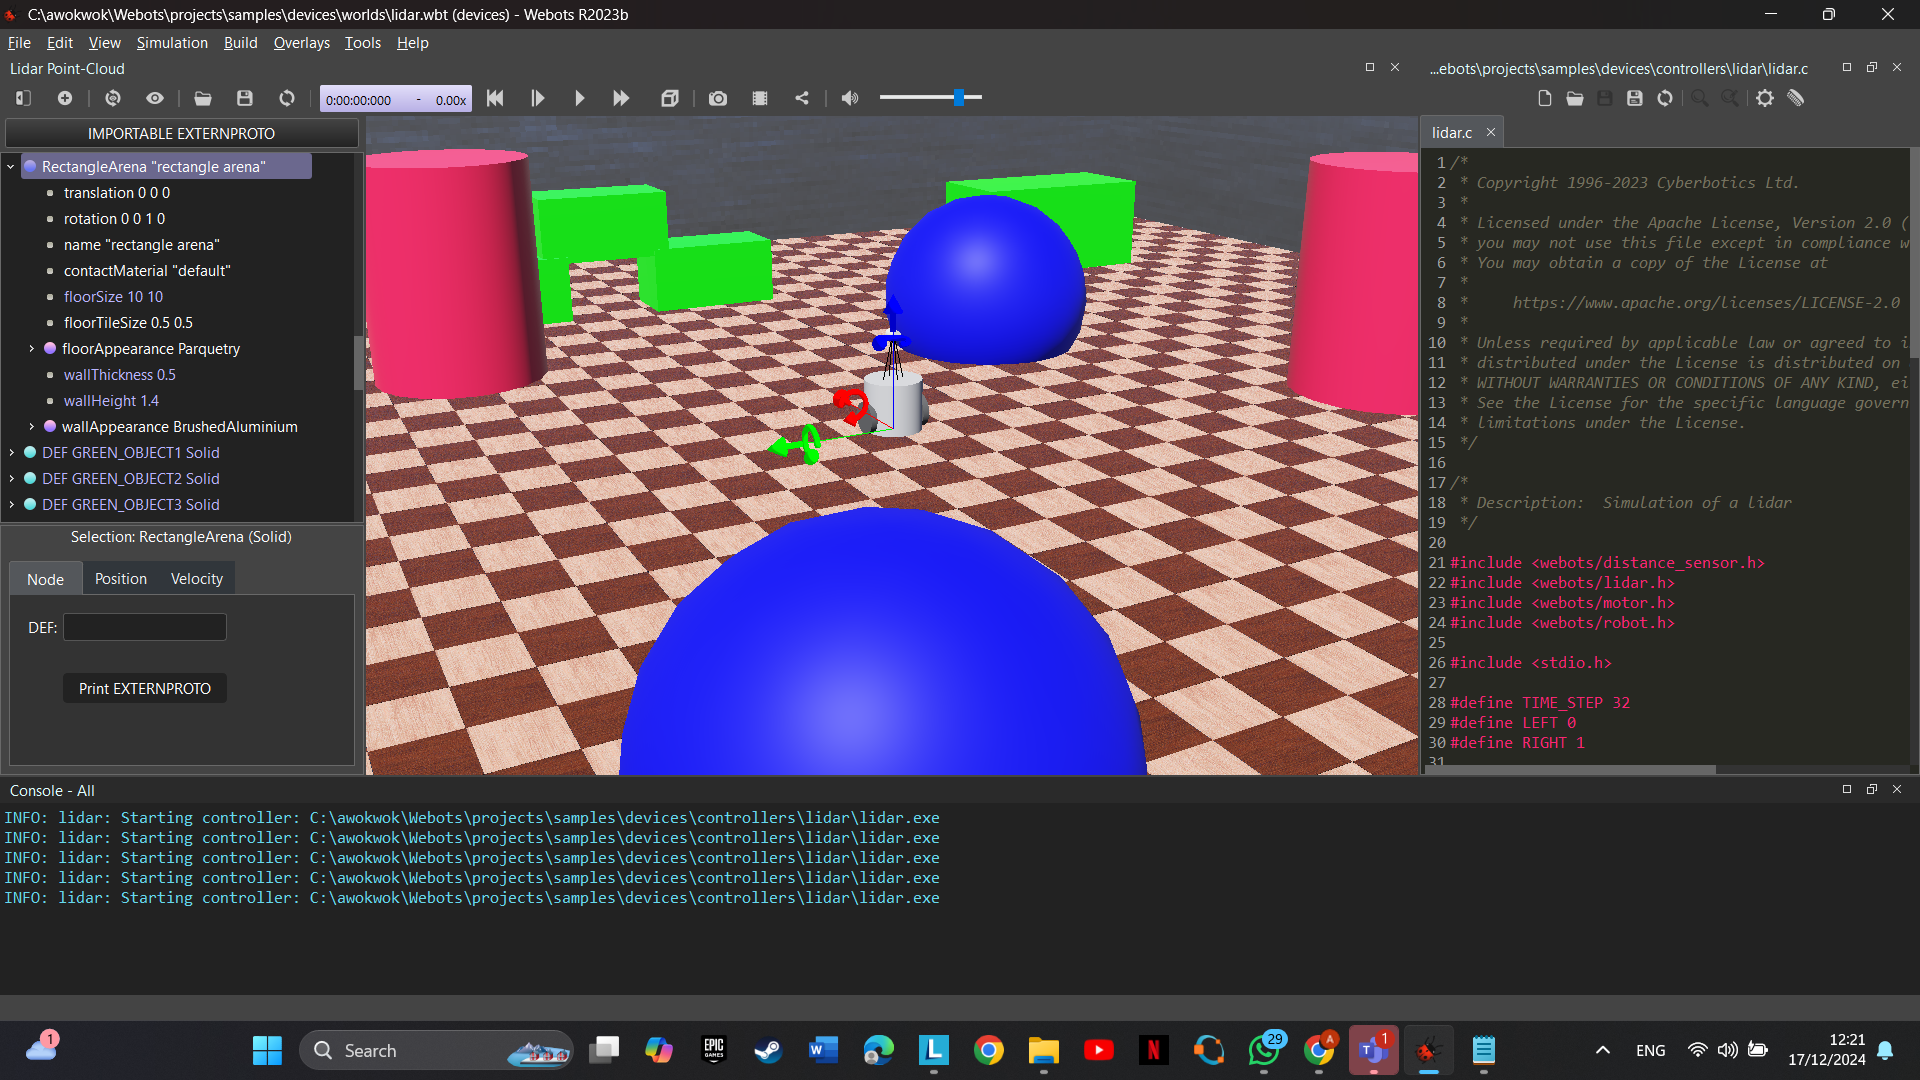 C:\awokwok\Webots\projects\samples\devices\worlds\lidar.wbt (devices) - Webots R2023b
File Edit View Simulation Build Overlays Tools Help
Lidar Point-Cloud
...ebots\projects\samples\devices\controllers\lidar\lidar.c
0:00:00:000 - 0.00x
IMPORTABLE EXTERNPROTO
RectangleArena "rectangle arena"
translation 0 0 0
rotation 0 0 1 0
name "rectangle arena"
contactMaterial "default"
floorSize 10 10
floorTileSize 0.5 0.5
floorAppearance Parquetry
wallThickness 0.5
wallHeight 1.4
wallAppearance BrushedAluminium
DEF GREEN_OBJECT1 Solid
DEF GREEN_OBJECT2 Solid
DEF GREEN_OBJECT3 Solid
Selection: RectangleArena (Solid)
Node Position Velocity
DEF:
Print EXTERNPROTO
lidar.c
1 /*
2 * Copyright 1996-2023 Cyberbotics Ltd.
3 *
4 * Licensed under the Apache License, Version 2.0 (
5 * you may not use this file except in compliance w
6 * You may obtain a copy of the License at
7 *
8 * https://www.apache.org/licenses/LICENSE-2.0
9 *
10 * Unless required by applicable law or agreed to i
11 * distributed under the License is distributed on
12 * WITHOUT WARRANTIES OR CONDITIONS OF ANY KIND, ei
13 * See the License for the specific language govern
14 * limitations under the License.
15 */
16
17 /*
18 * Description: Simulation of a lidar
19 */
20
21 #include <webots/distance_sensor.h>
22 #include <webots/lidar.h>
23 #include <webots/motor.h>
24 #include <webots/robot.h>
25
26 #include <stdio.h>
27
28 #define TIME_STEP 32
29 #define LEFT 0
30 #define RIGHT 1
31
Console - All
INFO: lidar: Starting controller: C:\awokwok\Webots\projects\samples\devices\controllers\lidar\lidar.exe
INFO: lidar: Starting controller: C:\awokwok\Webots\projects\samples\devices\controllers\lidar\lidar.exe
INFO: lidar: Starting controller: C:\awokwok\Webots\projects\samples\devices\controllers\lidar\lidar.exe
INFO: lidar: Starting controller: C:\awokwok\Webots\projects\samples\devices\controllers\lidar\lidar.exe
INFO: lidar: Starting controller: C:\awokwok\Webots\projects\samples\devices\controllers\lidar\lidar.exe
1
Search
EPIC GAMES
W
L
N
29
A
T
1
ENG
12:21
17/12/2024